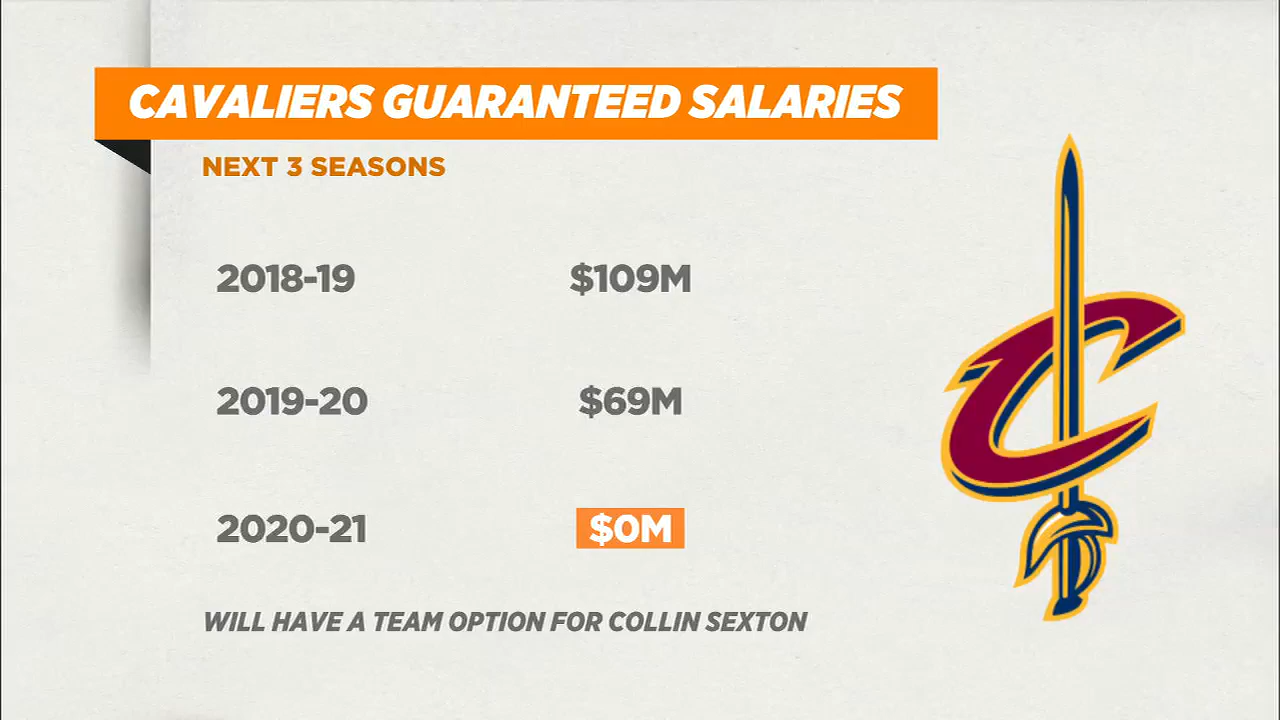 CAVALIERS GUARANTEED SALARIES
NEXT 3 SEASONS
2018-19 $109M
2019-20 $69M
2020-21 $0M
WILL HAVE A TEAM OPTION FOR COLLIN SEXTON